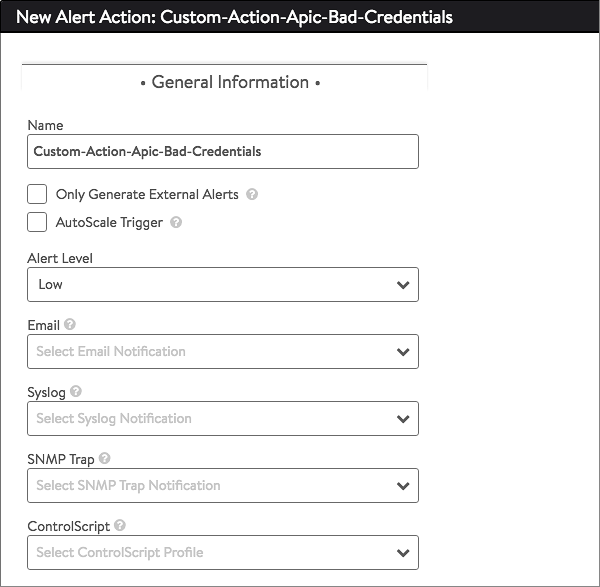 New Alert Action: Custom-Action-Apic-Bad-Credentials
• General Information •
Name
Custom-Action-Apic-Bad-Credentials
Only Generate External Alerts ?
AutoScale Trigger ?
Alert Level
Low
Email ?
Select Email Notification
Syslog ?
Select Syslog Notification
SNMP Trap ?
Select SNMP Trap Notification
ControlScript ?
Select ControlScript Profile